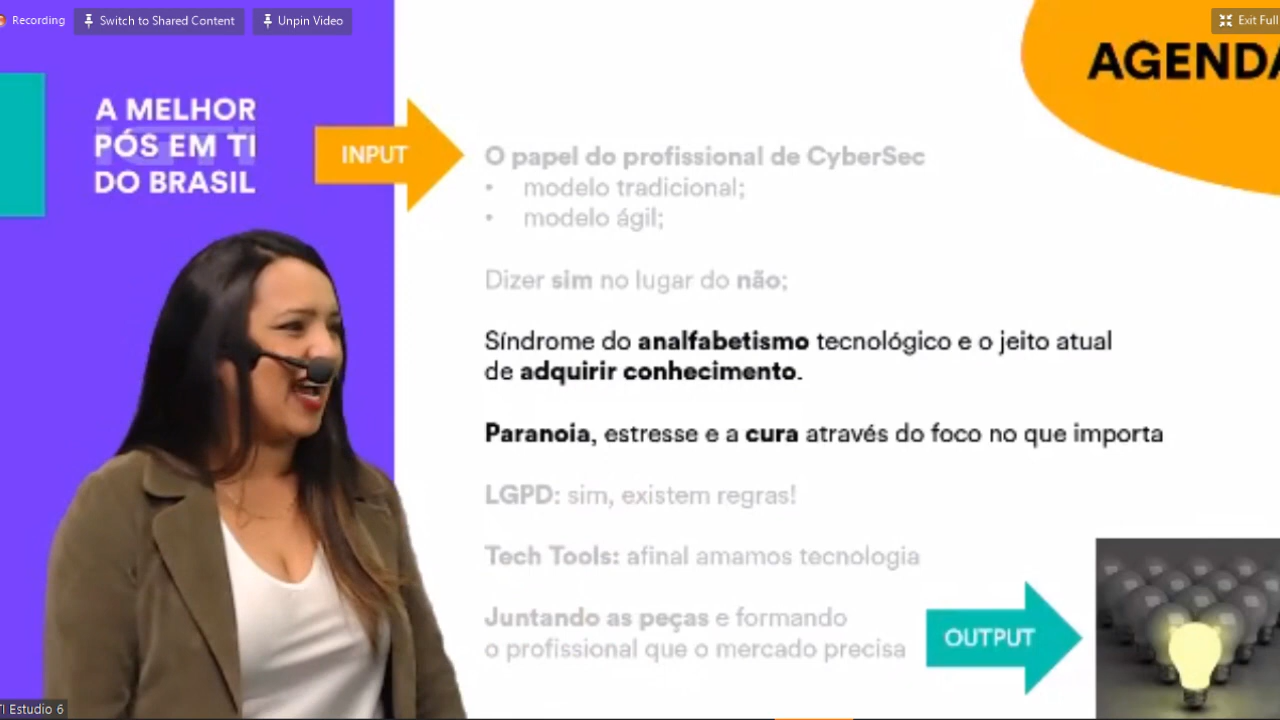 Recording
Switch to Shared Content
Unpin Video
Exit Full
AGENDA
A MELHOR
PÓS EM TI
DO BRASIL
INPUT
O papel do profissional de CyberSec
• modelo tradicional;
• modelo ágil;
Dizer sim no lugar do não;
Síndrome do analfabetismo tecnológico e o jeito atual
de adquirir conhecimento.
Paranoia, estresse e a cura através do foco no que importa
LGPD: sim, existem regras!
Tech Tools: afinal amamos tecnologia
Juntando as peças e formando
o profissional que o mercado precisa
OUTPUT
TI Estudio 6